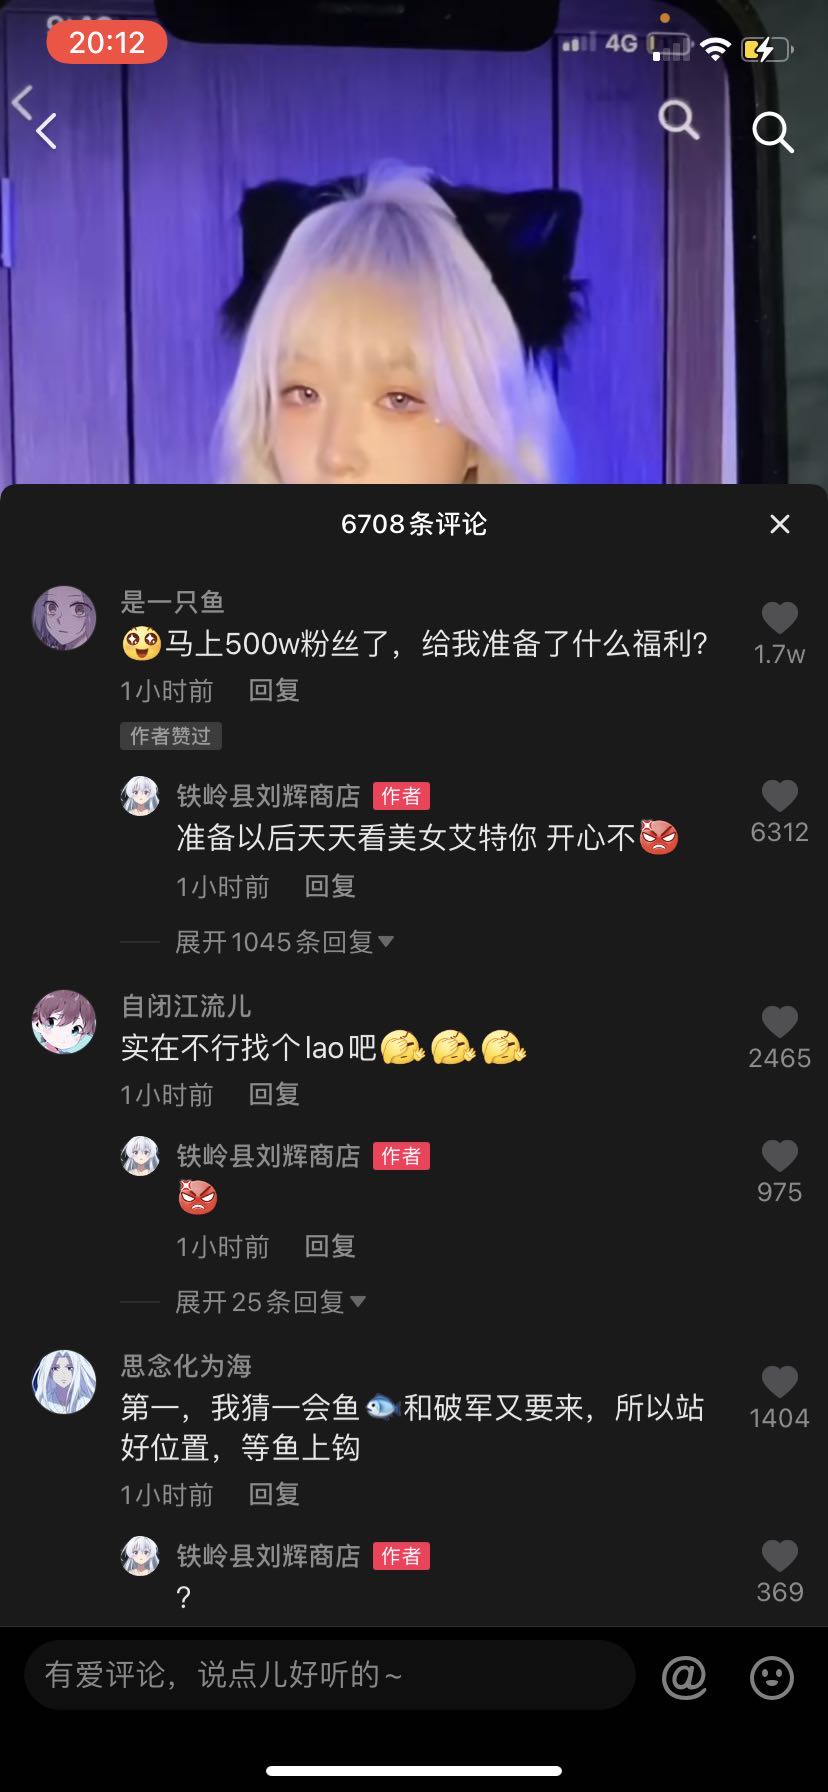 20:12
4G
6708条评论
是一只鱼
😍马上500w粉丝了，给我准备了什么福利?
1.7w
1小时前 回复
作者赞过
铁岭县刘辉商店 作者
准备以后天天看美女艾特你 开心不😡
6312
1小时前 回复
展开1045条回复
自闭江流儿
实在不行找个lao吧
2465
1小时前 回复
铁岭县刘辉商店 作者
975
1小时前 回复
展开25条回复
思念化为海
第一，我猜一会鱼🐟和破军又要来，所以站
好位置，等鱼上钩
1404
1小时前 回复
铁岭县刘辉商店 作者
?
369
有爱评论，说点儿好听的~
@